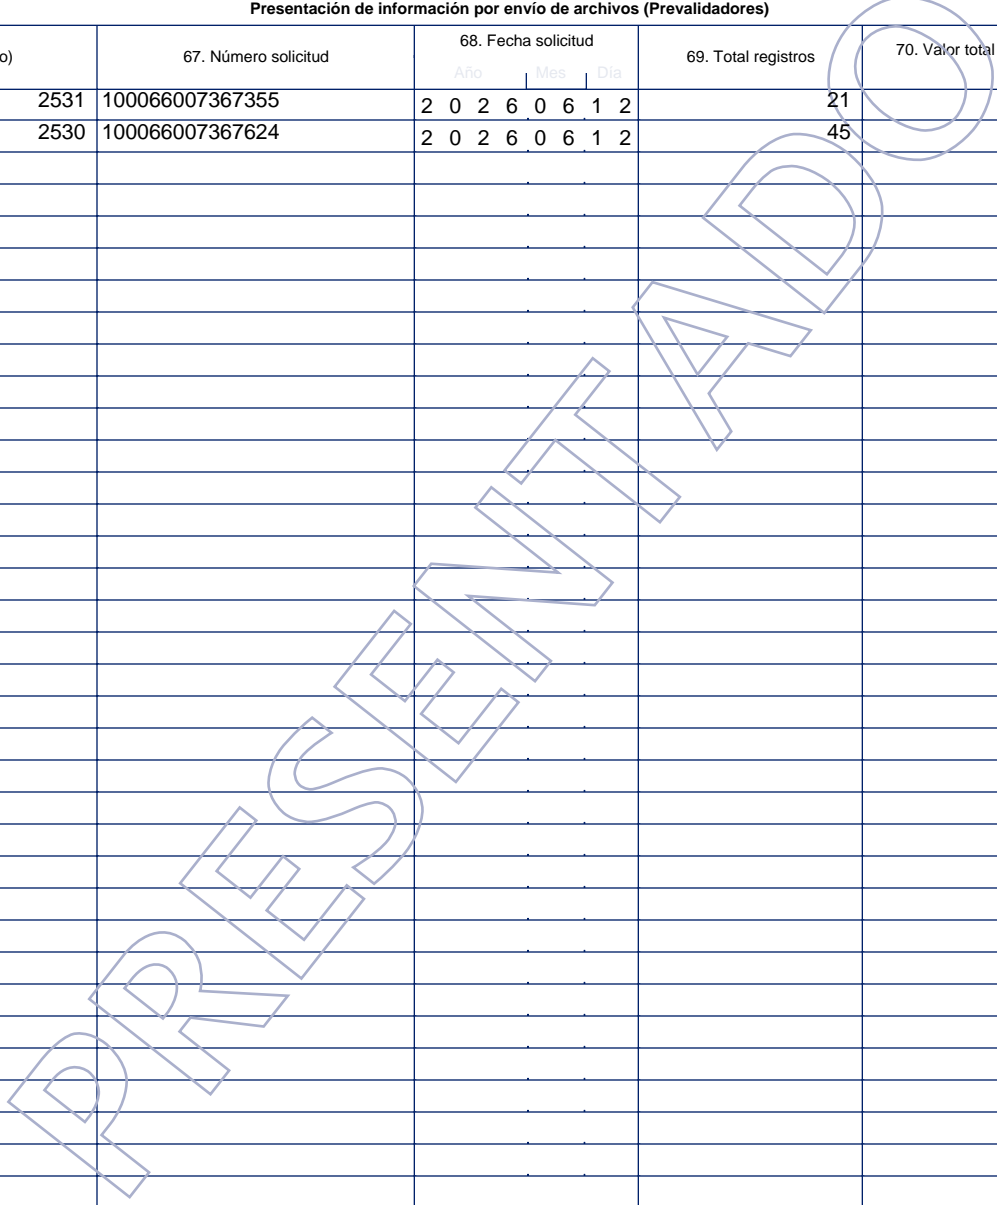 Presentación de información por envío de archivos (Prevalidadores)
o) 67. Número solicitud 68. Fecha solicitud 69. Total registros 70. Valor total
Año Mes Día
2531 100066007367355 2 0 2 6 0 6 1 2 21
2530 100066007367624 2 0 2 6 0 6 1 2 45
PRESENTADO